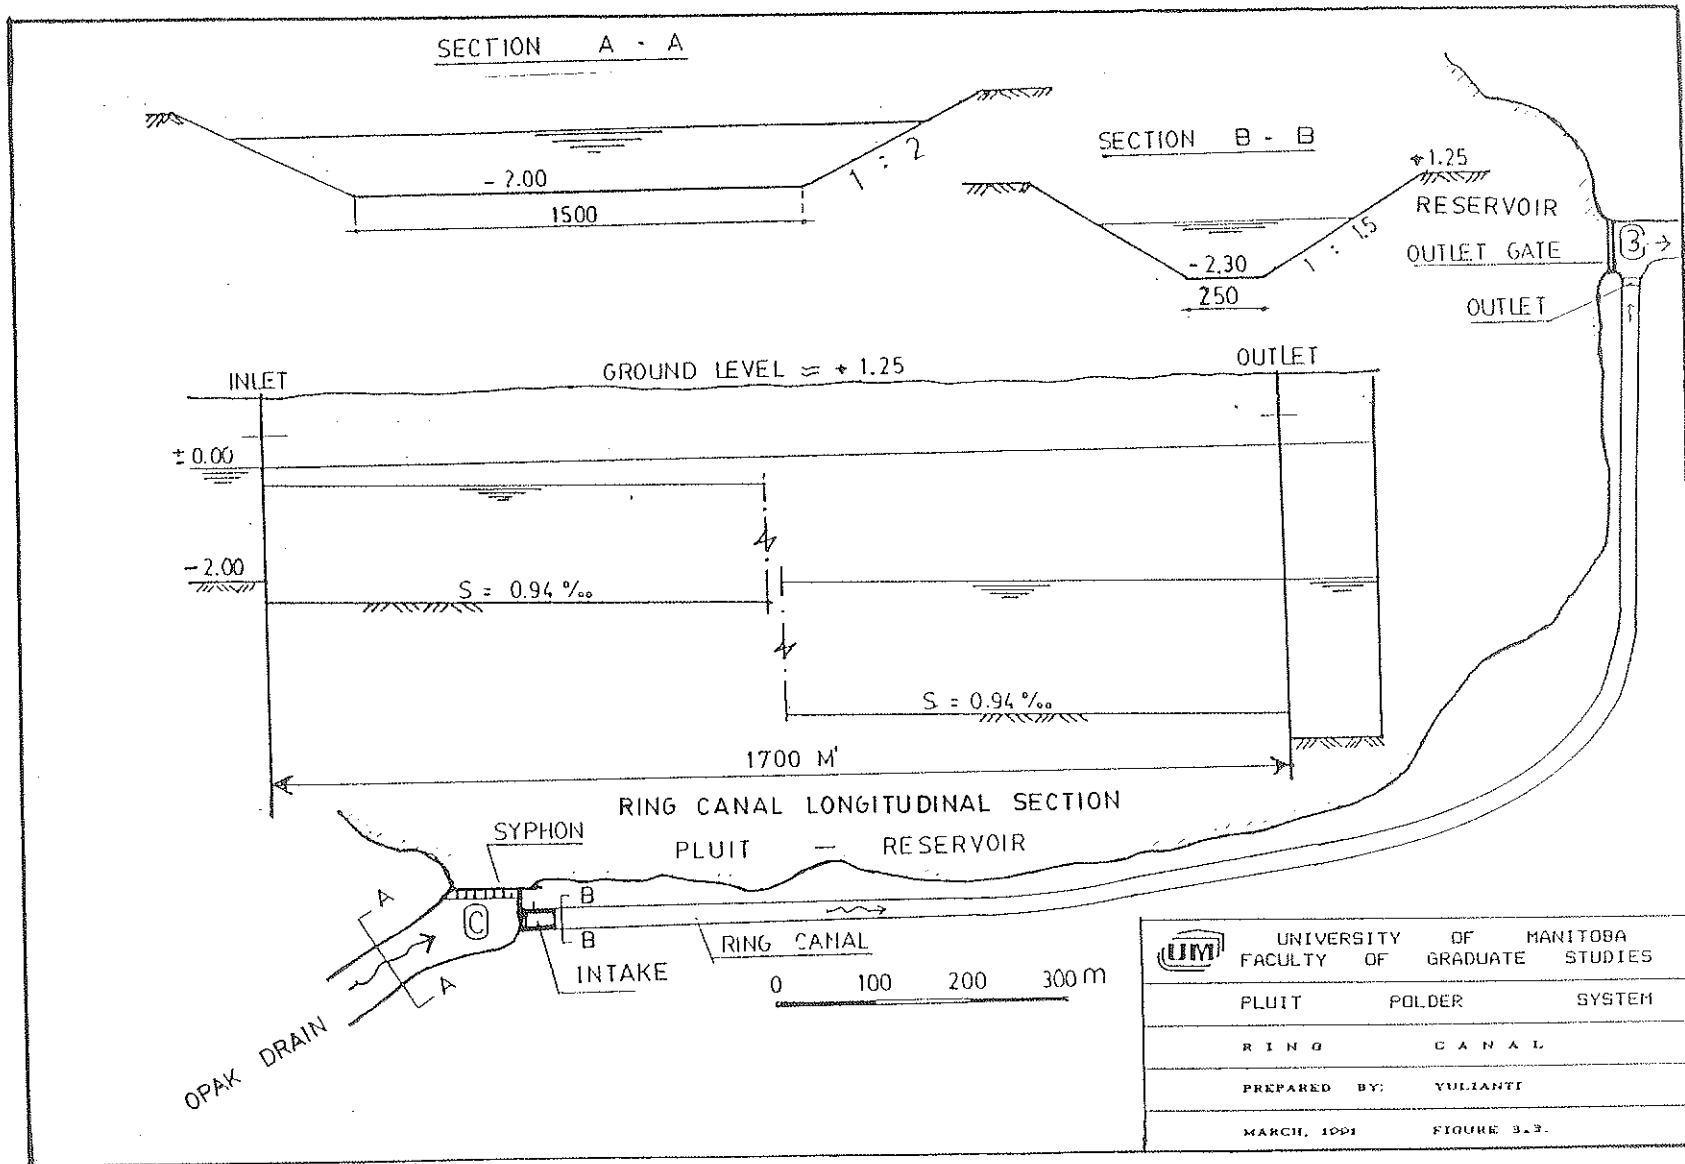 SECTION A - A
- 2.00
1500
1 : 2
SECTION B - B
+1.25
- 2.30
250
1 : 1.5
RESERVOIR
OUTLET GATE
OUTLET
3
INLET
GROUND LEVEL ≈ + 1.25
OUTLET
± 0.00
- 2.00
S = 0.94 ‰
S = 0.94 ‰
1700 M'
RING CANAL LONGITUDINAL SECTION
SYPHON
PLUIT - RESERVOIR
A
A
C
B
B
RING CANAL
INTAKE
OPAK DRAIN
0 100 200 300 m
UM
UNIVERSITY OF MANITOBA
FACULTY OF GRADUATE STUDIES
PLUIT POLDER SYSTEM
RING CANAL
PREPARED BY: YULIANTI
MARCH, 1991 FIGURE 3.3.